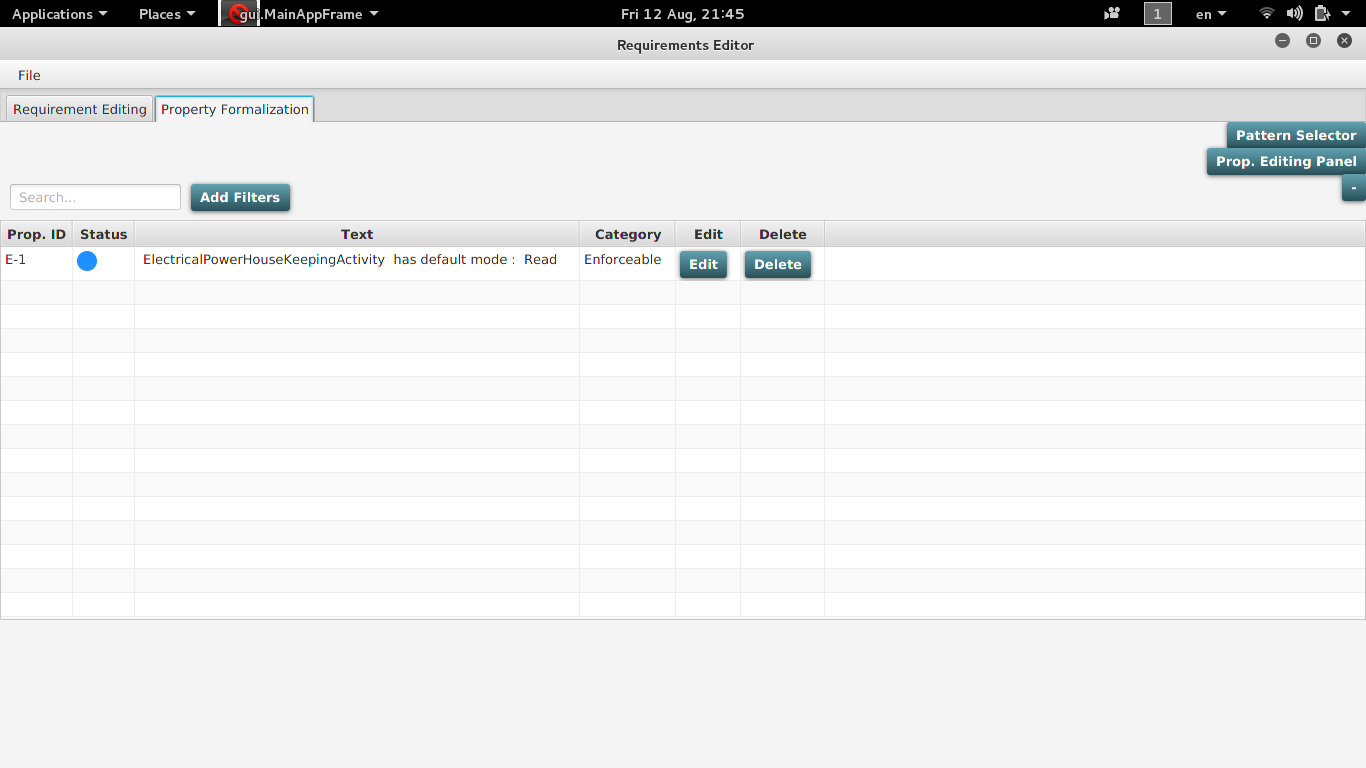 Applications Places gui.MainAppFrame Fri 12 Aug, 21:45 1 en
Requirements Editor
File
Requirement Editing Property Formalization
Pattern Selector
Prop. Editing Panel
-
Search... Add Filters
Prop. ID Status Text Category Edit Delete
E-1 ElectricalPowerHouseKeepingActivity has default mode : Read Enforceable Edit Delete